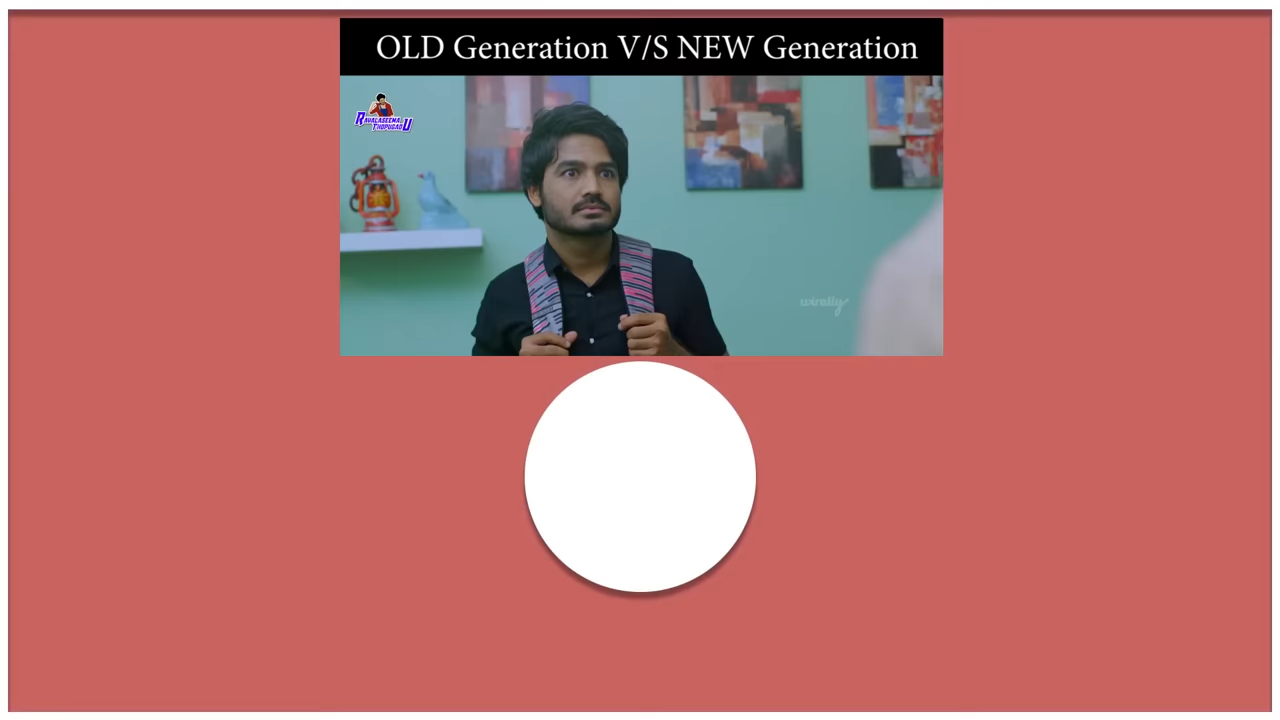 OLD Generation V/S NEW Generation
RAYALASEEMA
THOPUGADU
wirally